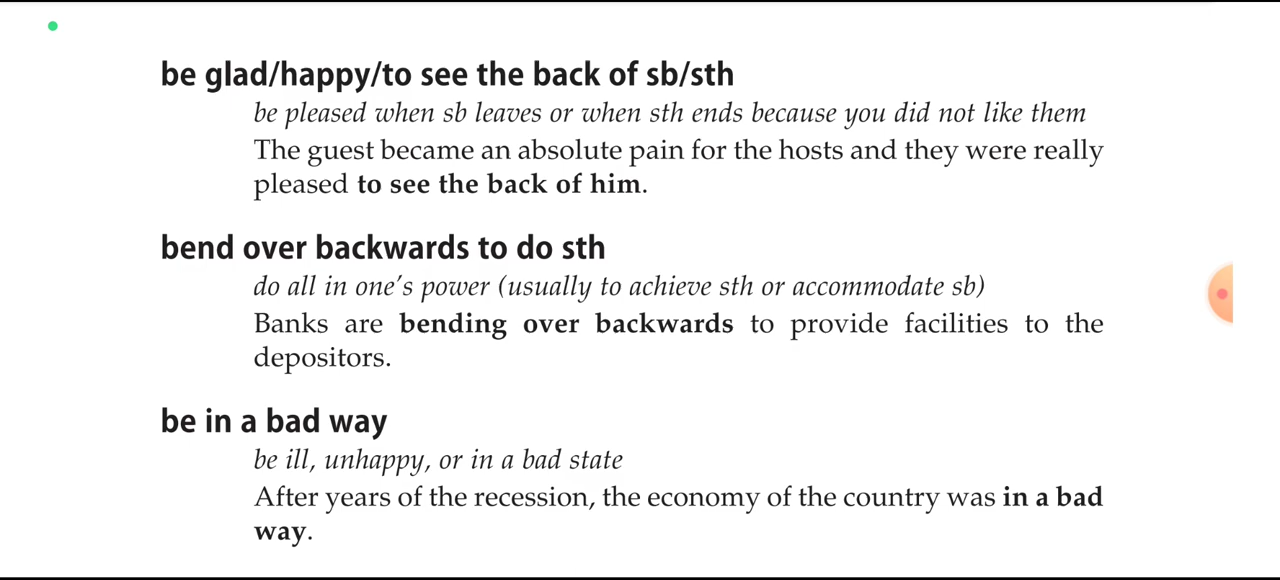 be glad/happy/to see the back of sb/sth
be pleased when sb leaves or when sth ends because you did not like them
The guest became an absolute pain for the hosts and they were really
pleased to see the back of him.
bend over backwards to do sth
do all in one's power (usually to achieve sth or accommodate sb)
Banks are bending over backwards to provide facilities to the
depositors.
be in a bad way
be ill, unhappy, or in a bad state
After years of the recession, the economy of the country was in a bad
way.